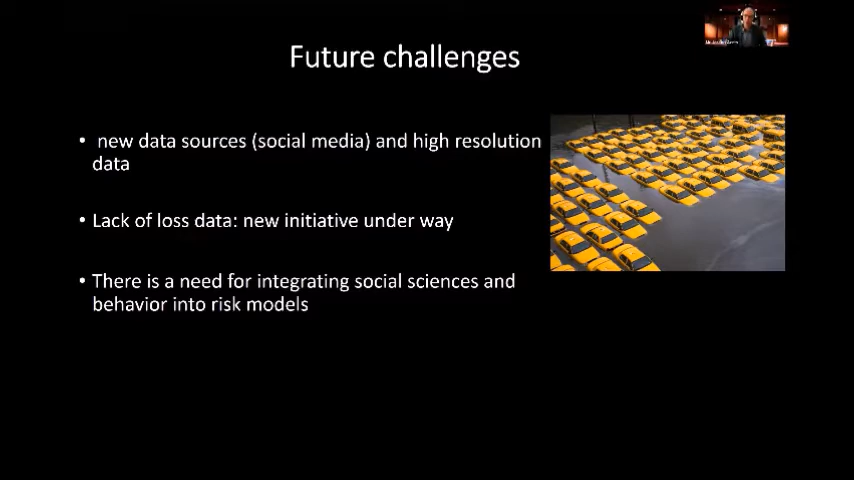 Future challenges
• new data sources (social media) and high resolution
data
• Lack of loss data: new initiative under way
• There is a need for integrating social sciences and
behavior into risk models